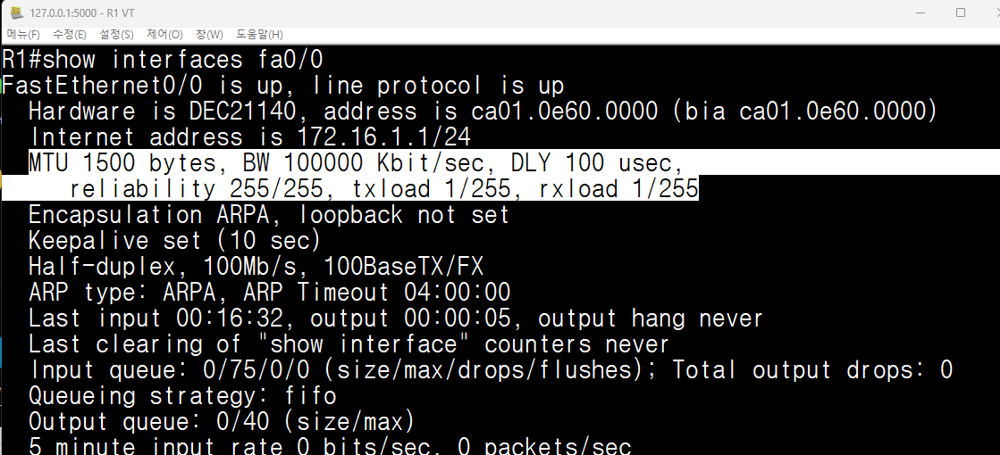 127.0.0.1:5000 - R1 VT
메뉴(F) 수정(E) 설정(S) 제어(O) 창(W) 도움말(H)
R1#show interfaces fa0/0
FastEthernet0/0 is up, line protocol is up
Hardware is DEC21140, address is ca01.0e60.0000 (bia ca01.0e60.0000)
Internet address is 172.16.1.1/24
MTU 1500 bytes, BW 100000 Kbit/sec, DLY 100 usec,
reliability 255/255, txload 1/255, rxload 1/255
Encapsulation ARPA, loopback not set
Keepalive set (10 sec)
Half-duplex, 100Mb/s, 100BaseTX/FX
ARP type: ARPA, ARP Timeout 04:00:00
Last input 00:16:32, output 00:00:05, output hang never
Last clearing of "show interface" counters never
Input queue: 0/75/0/0 (size/max/drops/flushes); Total output drops: 0
Queueing strategy: fifo
Output queue: 0/40 (size/max)
5 minute input rate 0 bits/sec, 0 packets/sec